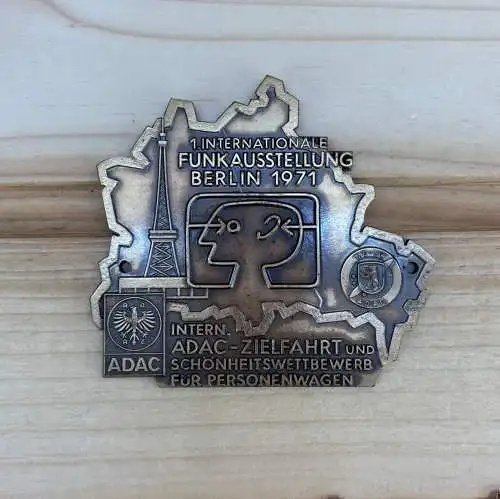 1. INTERNATIONALE
FUNKAUSSTELLUNG
BERLIN 1971
ADAC
INTERN.
ADAC-ZIELFAHRT UND
SCHÖNHEITSWETTBEWERB
FÜR PERSONENWAGEN